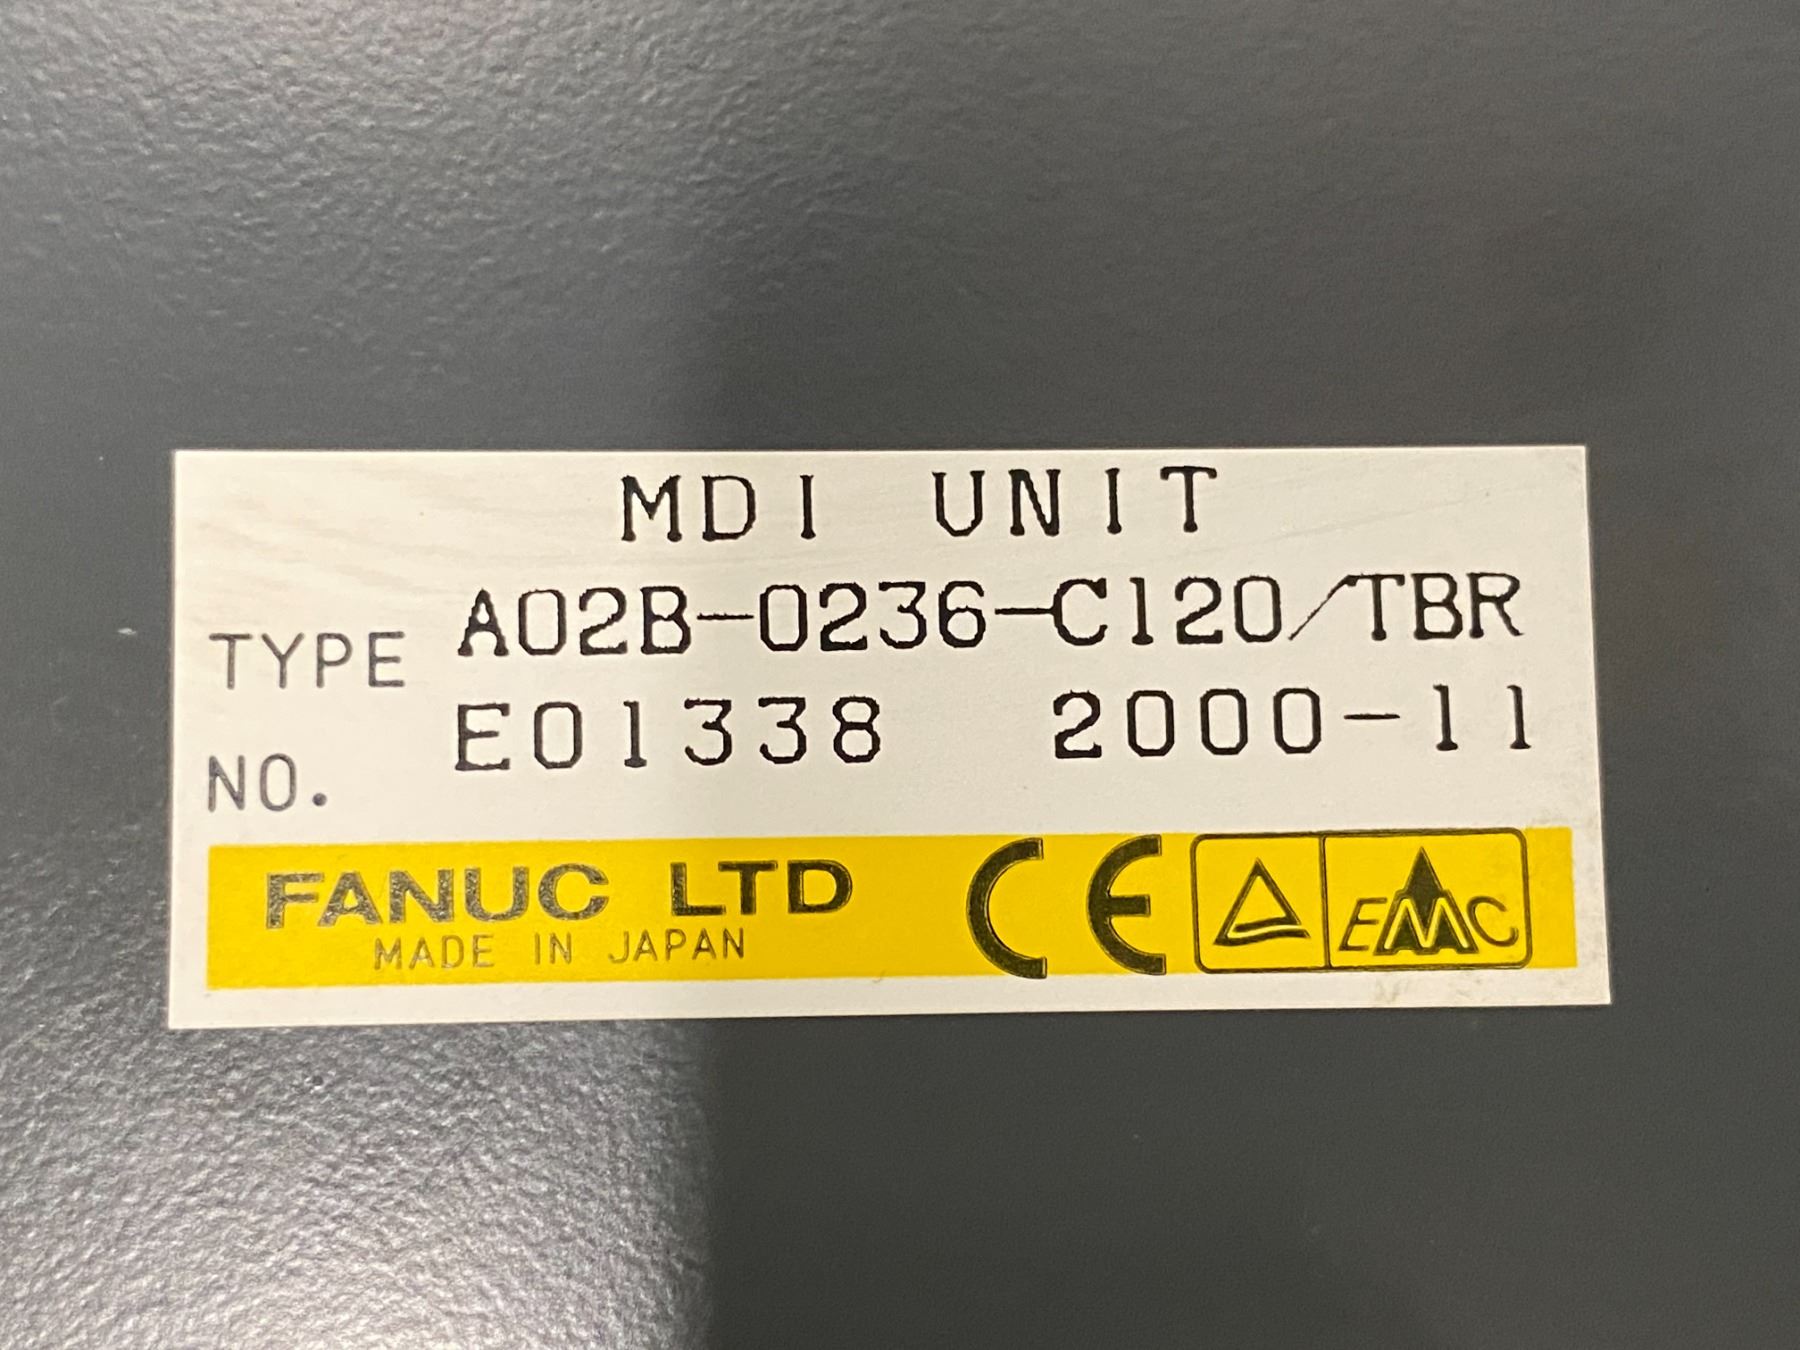 MDI UNIT
TYPE A02B-0236-C120/TBR
NO. E01338 2000-11
FANUC LTD CE EMC
MADE IN JAPAN